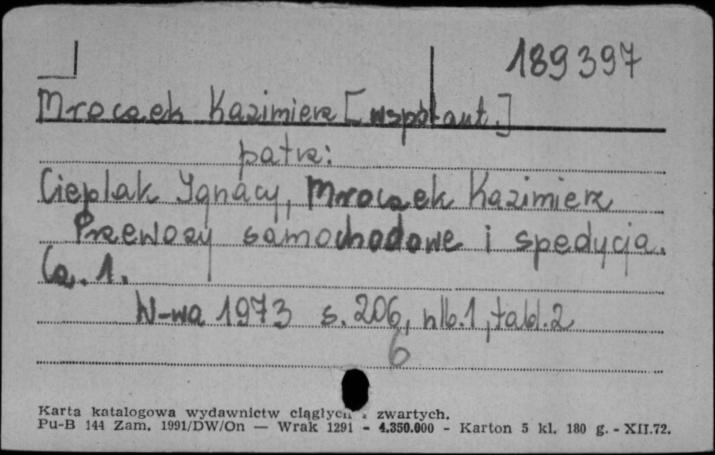 189397
Mroczek Kazimierz [współaut.]
patrz:
Cieplak Ignacy, Mroczek Kazimierz
Przewozy samochodowe i spedycja.
Cz. 1.
W-wa 1973 s. 206, nlb. 1, tabl. 2
6
Karta katalogowa wydawnictw ciągłych i zwartych.
Pu-B 144 Zam. 1991/DW/On — Wrak 1291 - 4.350.000 - Karton 5 kl. 180 g. - XII.72.